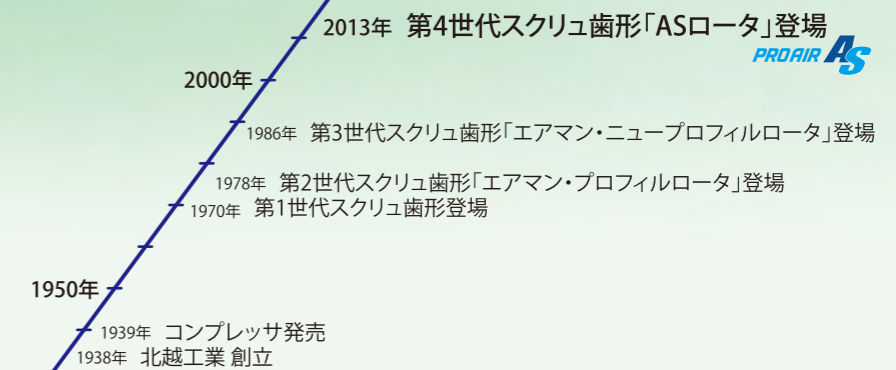 2013年 第4世代スクリュ歯形「ASロータ」登場
PROAIR AS
2000年
1986年 第3世代スクリュ歯形「エアマン・ニュープロフィルロータ」登場
1978年 第2世代スクリュ歯形「エアマン・プロフィルロータ」登場
1970年 第1世代スクリュ歯形登場
1950年
1939年 コンプレッサ発売
1938年 北越工業 創立